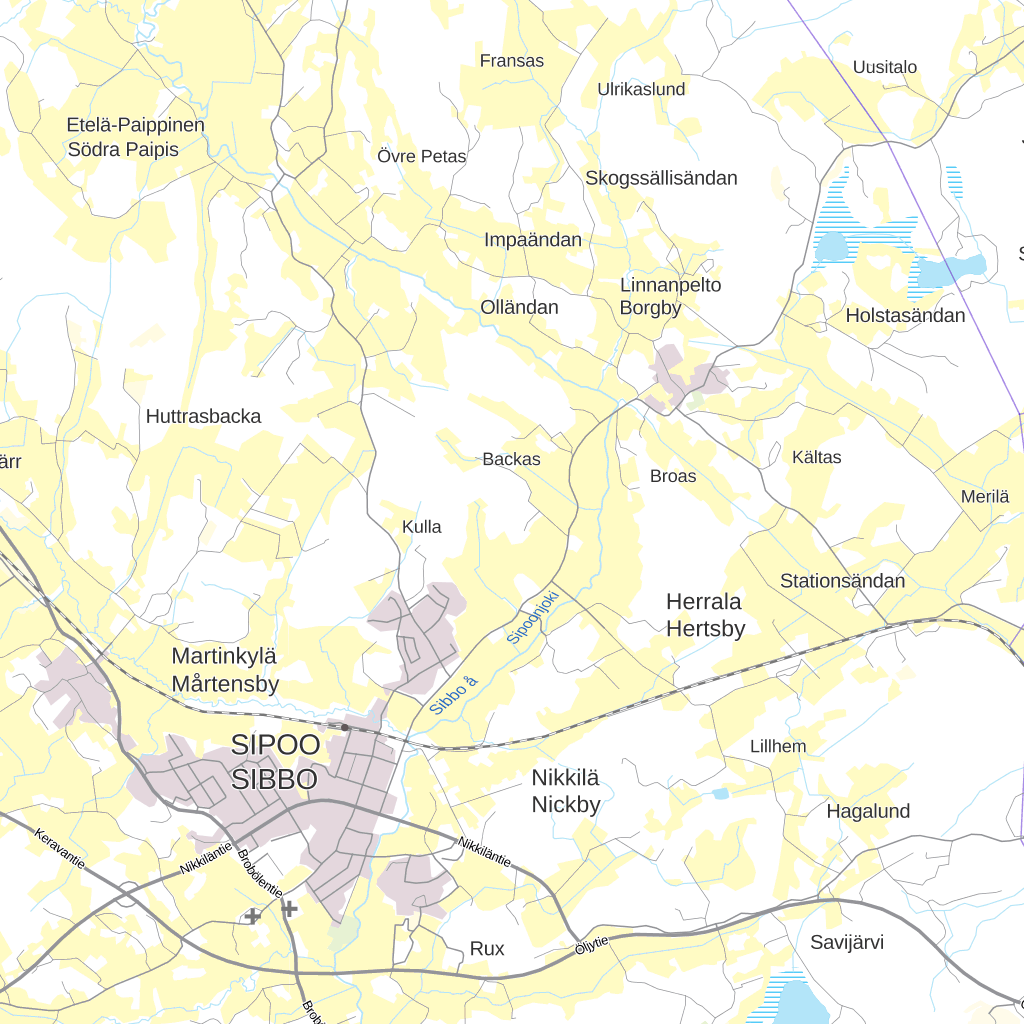 Fransas
Uusitalo
Ulrikaslund
Etelä-Paippinen
Södra Paipis
Övre Petas
Skogssällisändan
Impaändan
Linnanpelto
Borgby
Olländan
Holstasändan
Huttrasbacka
ärr
Backas
Kältas
Broas
Merilä
Kulla
Stationsändan
Sipoonjoki
Herrala
Hertsby
Martinkylä
Mårtensby
Sibbo å
SIPOO
SIBBO
Lillhem
Nikkilä
Nickby
Hagalund
Keravantie
Nikkiläntie
Brobölentie
Nikkiläntie
Rux
Öljytie
Savijärvi
Brobö